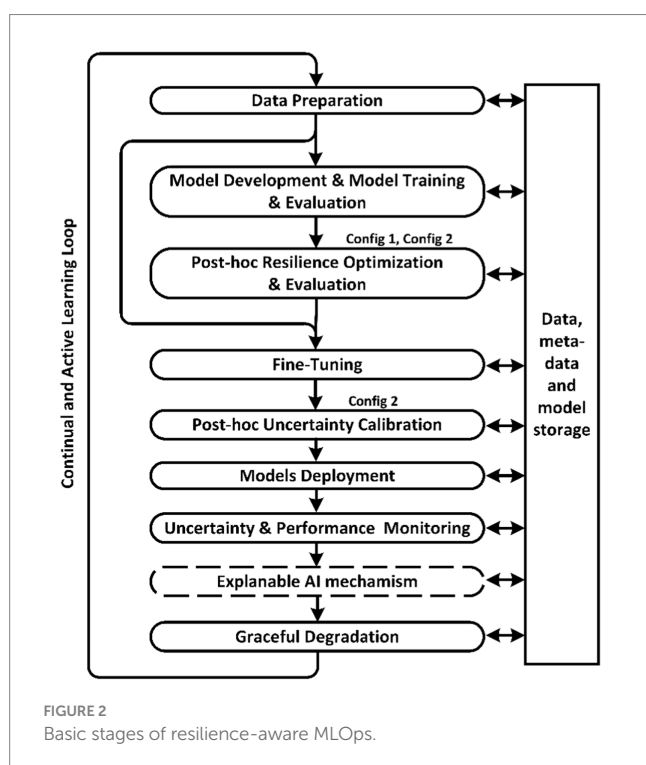 Data Preparation
Model Development & Model Training
& Evaluation
Config 1, Config 2
Post-hoc Resilience Optimization
& Evaluation
Fine-Tuning
Config 2
Post-hoc Uncertainty Calibration
Models Deployment
Uncertainty & Performance Monitoring
Explanable AI mechamism
Graceful Degradation
Continual and Active Learning Loop
Data,
meta-
data
and
model
storage
FIGURE 2
Basic stages of resilience-aware MLOps.